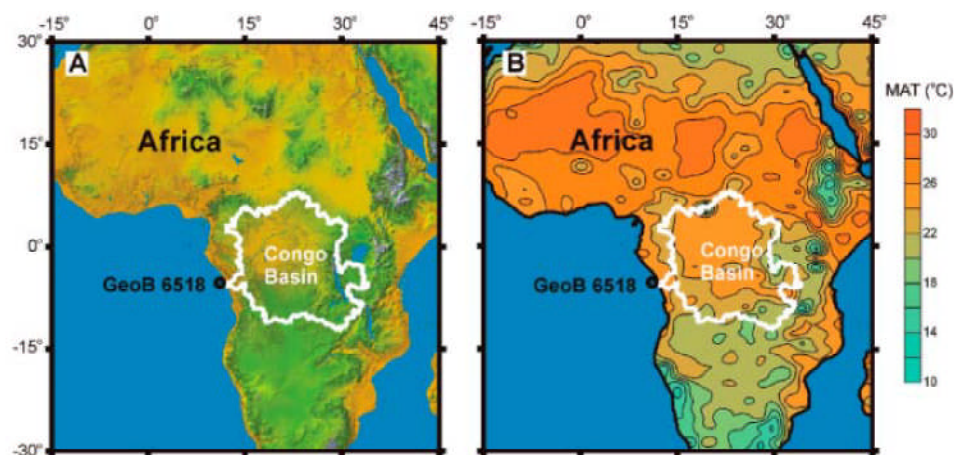 -15° 0° 15° 30° 45°
-15° 0° 15° 30° 45°
30°
A
B
MAT (°C)
30
26
22
18
14
10
15°
Africa
Africa
0°
Congo
Basin
Congo
Basin
GeoB 6518
GeoB 6518
-15°
-30°